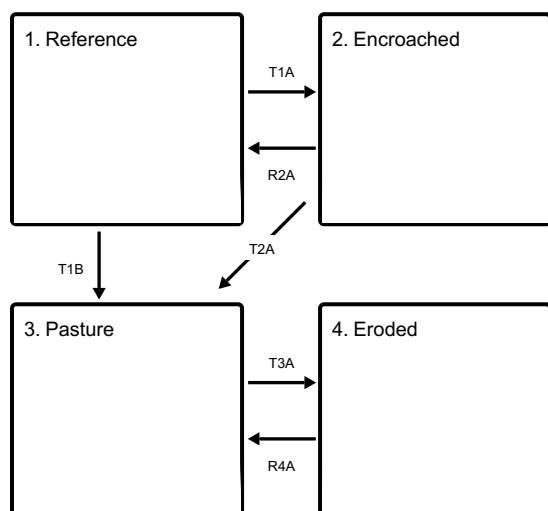 1. Reference
2. Encroached
T1A
R2A
T1B
T2A
3. Pasture
4. Eroded
T3A
R4A